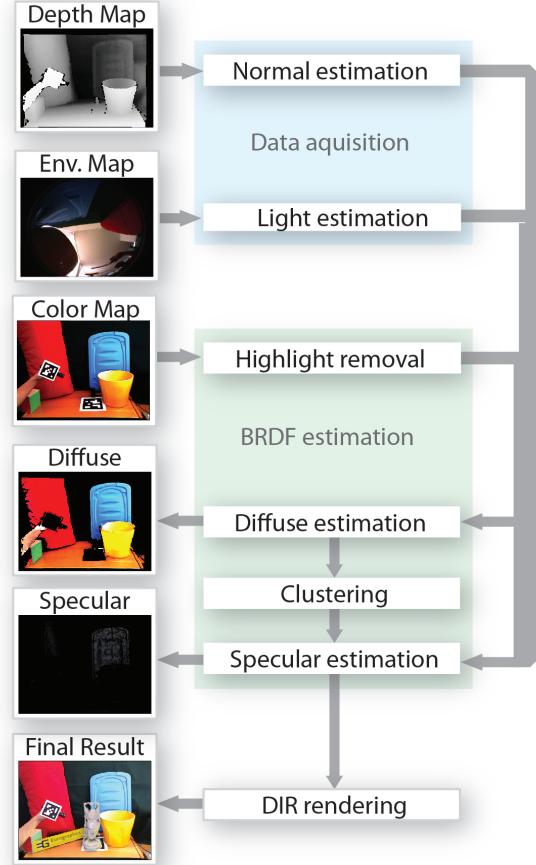 Depth Map
Normal estimation
Data aquisition
Env. Map
Light estimation
Color Map
Highlight removal
BRDF estimation
Diffuse
Diffuse estimation
Clustering
Specular
Specular estimation
Final Result
DIR rendering